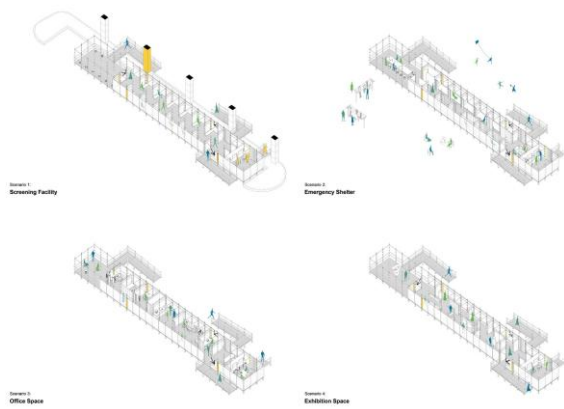 Scenario 1:
Screening Facility
Scenario 2:
Emergency Shelter
Scenario 3:
Office Space
Scenario 4:
Exhibition Space